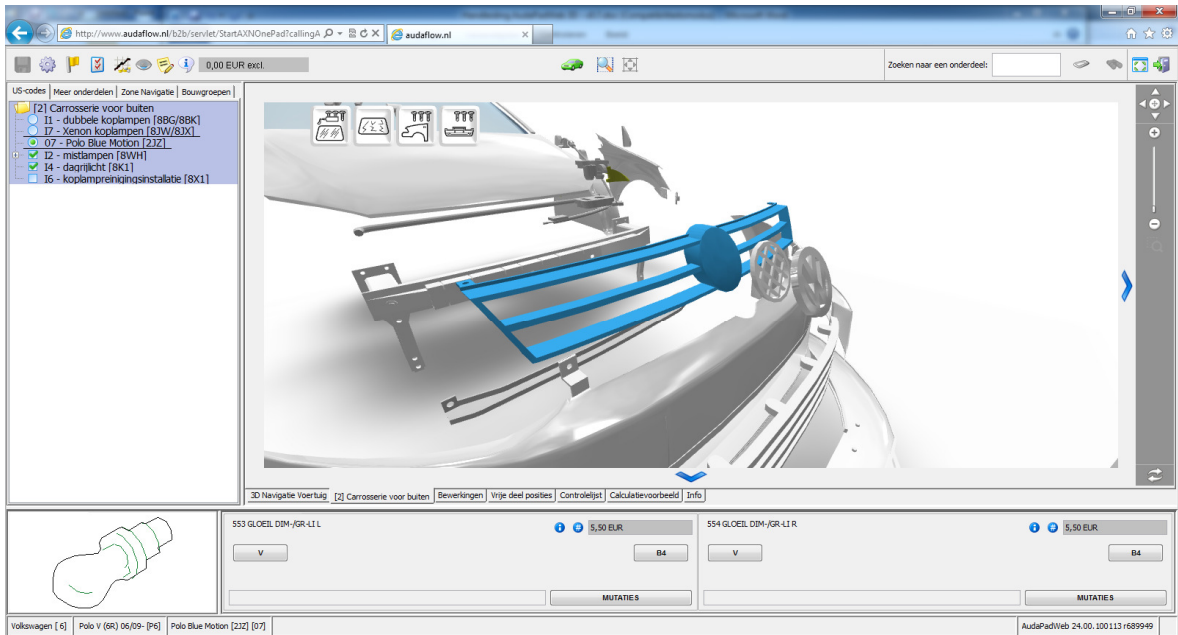 http://www.audaflow.nl/b2b/servlet/StartAXNOnePad?callingA
audaflow.nl
0,00 EUR excl.
Zoeken naar een onderdeel:
US-codes Meer onderdelen Zone Navigatie Bouwgroepen
[2] Carrosserie voor buiten
I1 - dubbele koplampen [8BG/8BK]
I7 - Xenon koplampen [8JW/8JX]
07 - Polo Blue Motion [2JZ]
I2 - mistlampen [8WH]
I4 - dagrijlicht [8K1]
I6 - koplampreinigingsinstallatie [8X1]
3D Navigatie Voertuig [2] Carrosserie voor buiten Bewerkingen Vrije deel posities Controlelijst Calculatievoorbeeld Info
553 GLOEIL DIM-/GR-LI L 5,50 EUR
V B4
MUTATIES
554 GLOEIL DIM-/GR-LI R 5,50 EUR
V B4
MUTATIES
Volkswagen [ 6] Polo V (6R) 06/09- [P6] Polo Blue Motion [2JZ] [07] AudaPadWeb 24.00.100113 r689949